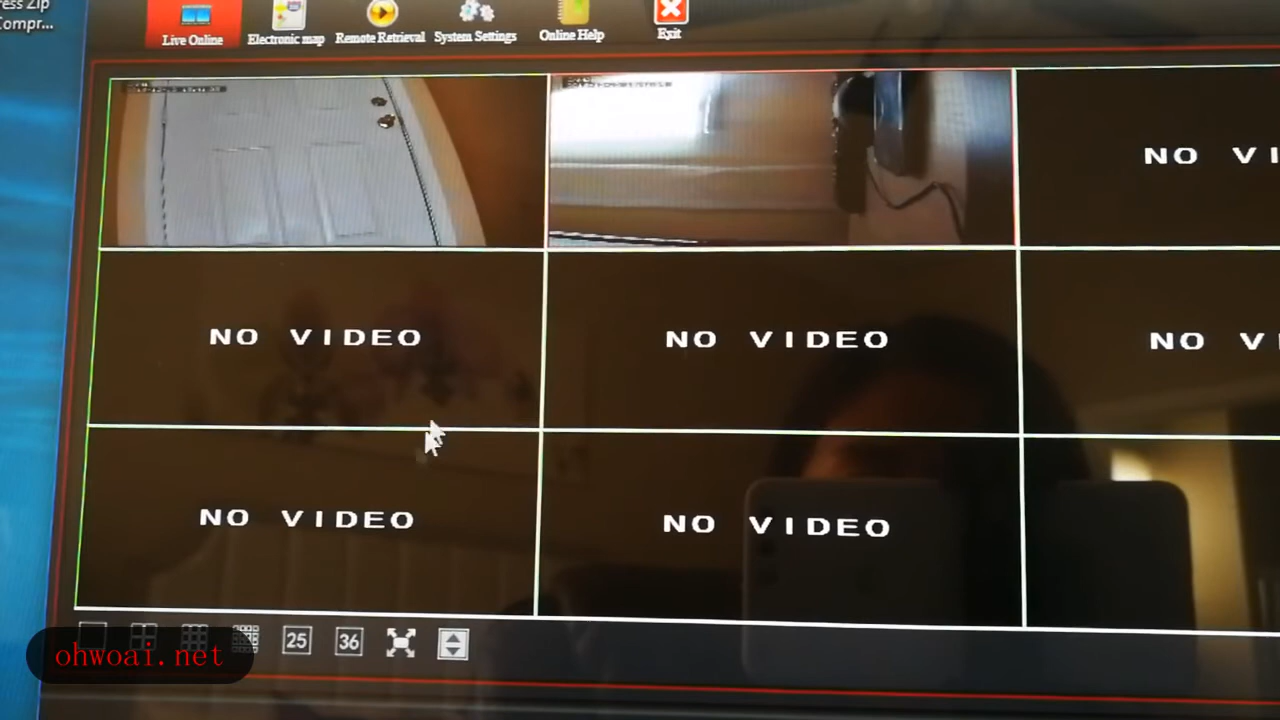 ress Zip
Compr...
Live Online
Electronic map
Remote Retrieval
System Settings
Online Help
Exit
NO VI
NO VIDEO
NO VIDEO
NO V
NO VIDEO
NO VIDEO
25
36
ohwoai.net